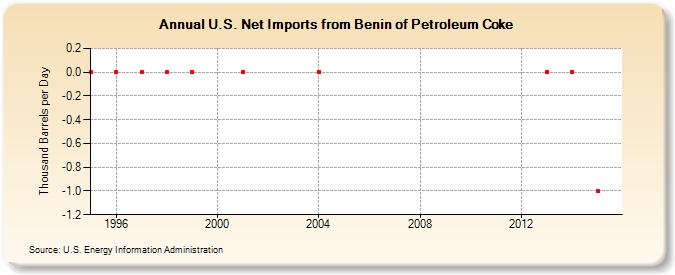 Annual U.S. Net Imports from Benin of Petroleum Coke
Thousand Barrels per Day
0.2
0.0
-0.2
-0.4
-0.6
-0.8
-1.0
-1.2
1996 2000 2004 2008 2012
Source: U.S. Energy Information Administration